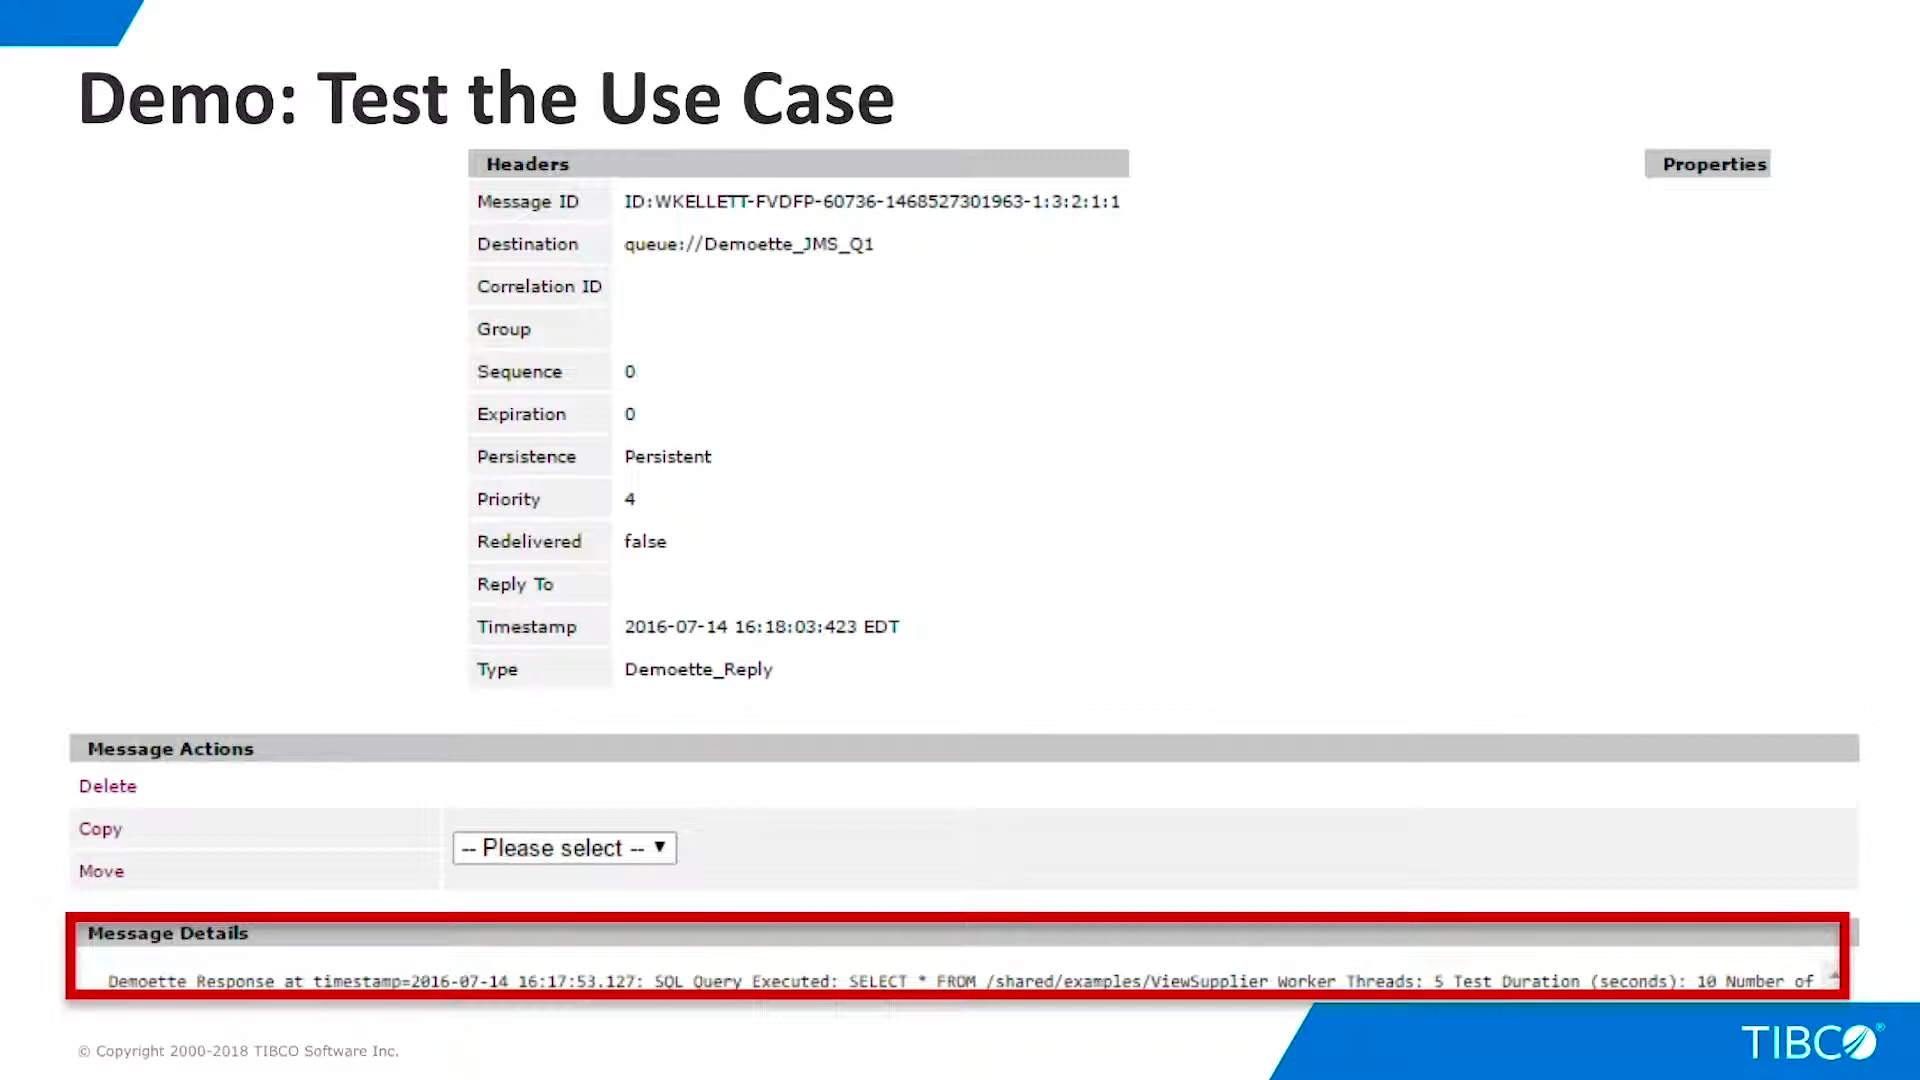 Demo: Test the Use Case
Headers
Properties
Message ID ID:WKELLETT-FVDFP-60736-1468527301963-1:3:2:1:1
Destination queue://Demoette_JMS_Q1
Correlation ID
Group
Sequence 0
Expiration 0
Persistence Persistent
Priority 4
Redelivered false
Reply To
Timestamp 2016-07-14 16:18:03:423 EDT
Type Demoette_Reply
Message Actions
Delete
Copy
-- Please select --
Move
Message Details
Demoette Response at timestamp=2016-07-14 16:17:53.127: SQL Query Executed: SELECT * FROM /shared/examples/ViewSupplier Worker Threads: 5 Test Duration (seconds): 10 Number of
© Copyright 2000-2018 TIBCO Software Inc.
TIBCO®